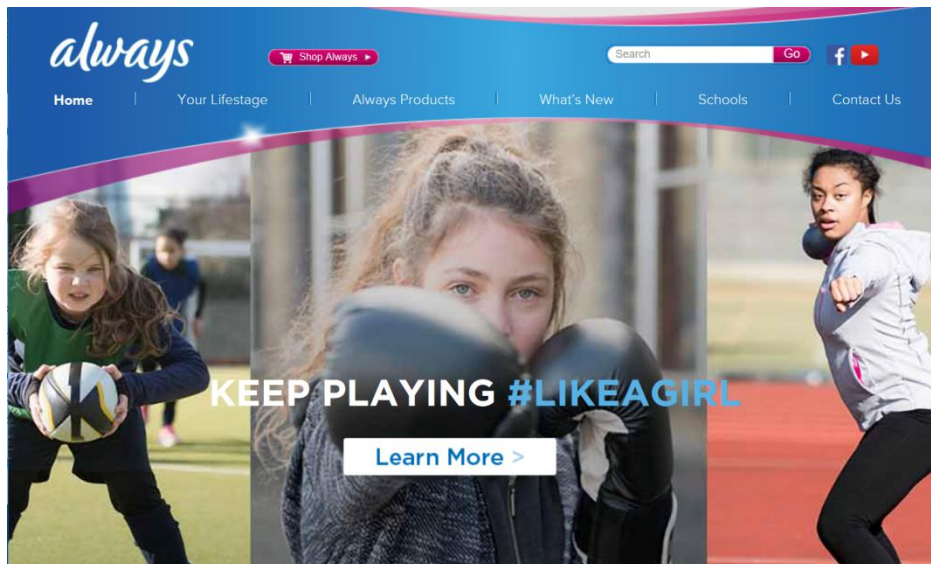 always
Shop Always
Search
Go
Home
Your Lifestage
Always Products
What's New
Schools
Contact Us
KEEP PLAYING #LIKEAGIRL
Learn More >